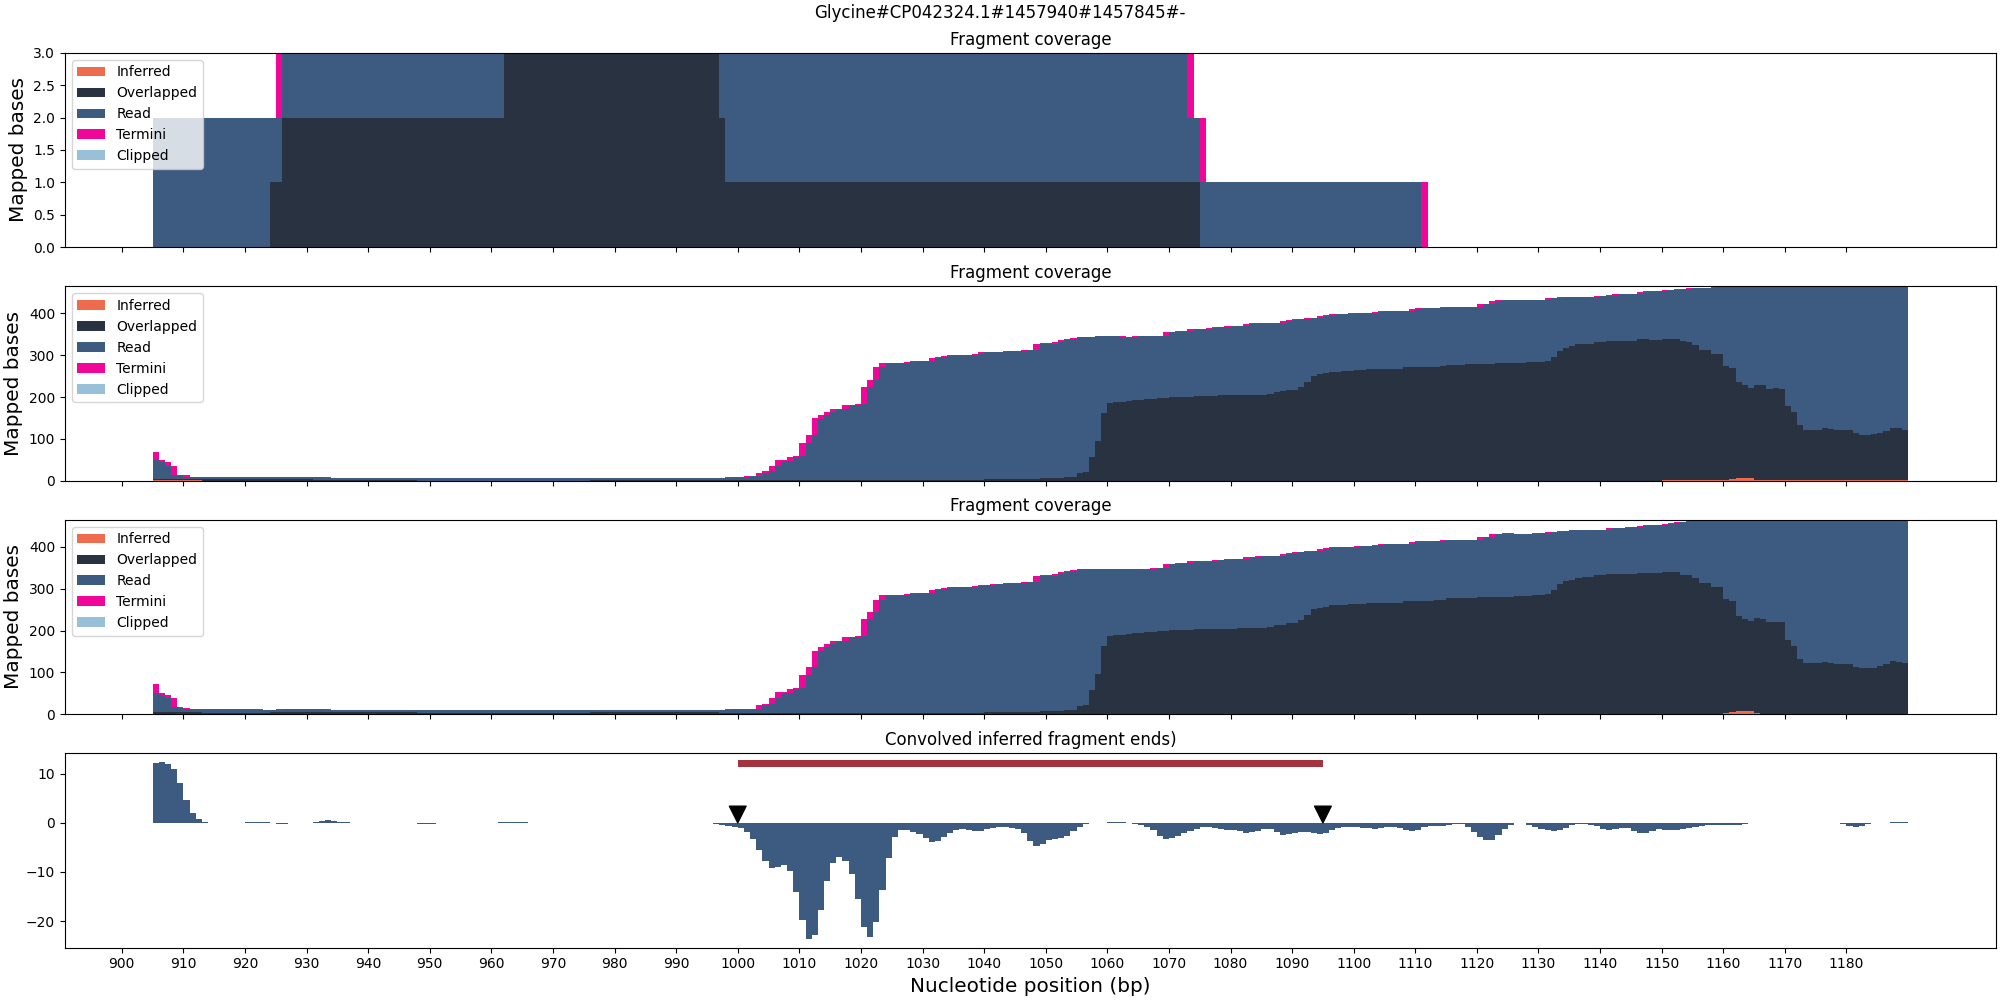 Glycine#CP042324.1#1457940#1457845#-
Fragment coverage
Mapped bases
3.0
2.5
2.0
1.5
1.0
0.5
0.0
Inferred
Overlapped
Read
Termini
Clipped
Fragment coverage
Mapped bases
400
300
200
100
0
Inferred
Overlapped
Read
Termini
Clipped
Fragment coverage
Mapped bases
400
300
200
100
0
Inferred
Overlapped
Read
Termini
Clipped
Convolved inferred fragment ends)
10
0
−10
−20
900 910 920 930 940 950 960 970 980 990 1000 1010 1020 1030 1040 1050 1060 1070 1080 1090 1100 1110 1120 1130 1140 1150 1160 1170 1180
Nucleotide position (bp)